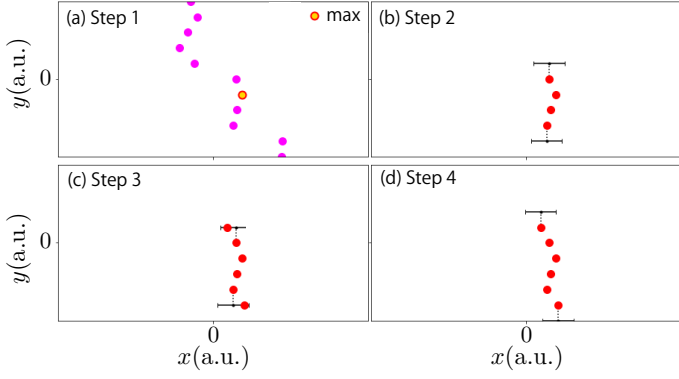 (a) Step 1
max
(b) Step 2
y(a.u.)
0
(c) Step 3
(d) Step 4
y(a.u.)
0
0
0
x(a.u.)
x(a.u.)